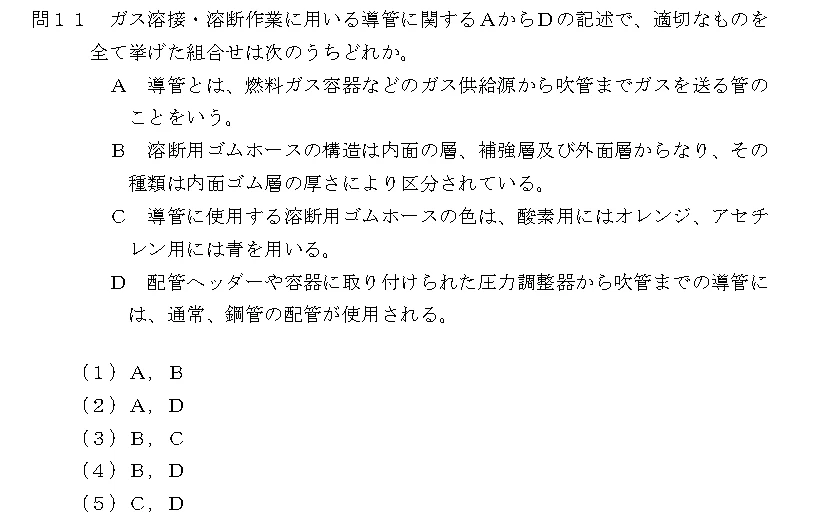 問１１　ガス溶接・溶断作業に用いる導管に関するＡからＤの記述で、適切なものを
全て挙げた組合せは次のうちどれか。
Ａ　導管とは、燃料ガス容器などのガス供給源から吹管までガスを送る管の
ことをいう。
Ｂ　溶断用ゴムホースの構造は内面の層、補強層及び外面層からなり、その
種類は内面ゴム層の厚さにより区分されている。
Ｃ　導管に使用する溶断用ゴムホースの色は、酸素用にはオレンジ、アセチ
レン用には青を用いる。
Ｄ　配管ヘッダーや容器に取り付けられた圧力調整器から吹管までの導管に
は、通常、鋼管の配管が使用される。
（１）Ａ，Ｂ
（２）Ａ，Ｄ
（３）Ｂ，Ｃ
（４）Ｂ，Ｄ
（５）Ｃ，Ｄ